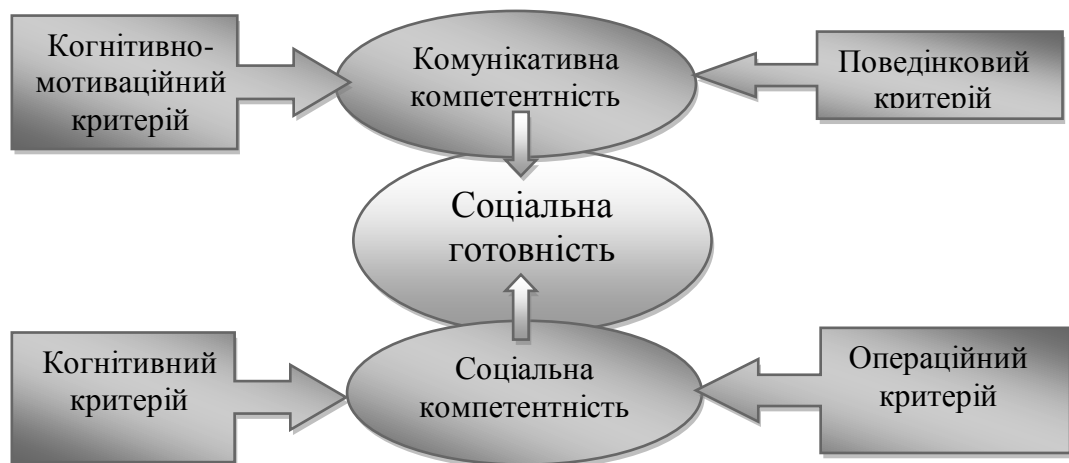 Когнітивно-
мотиваційний
критерій
Комунікативна
компетентність
Поведінковий
критерій
Соціальна
готовність
Когнітивний
критерій
Соціальна
компетентність
Операційний
критерій